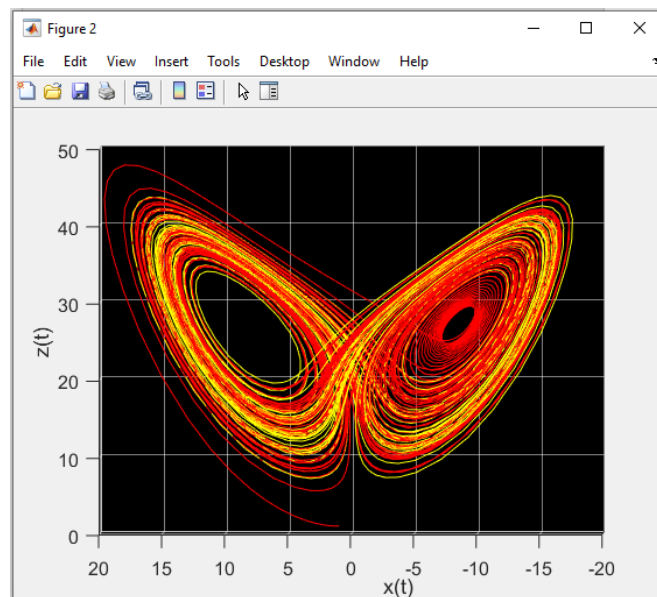 Figure 2
File Edit View Insert Tools Desktop Window Help
50
40
30
z(t)
20
10
0
20 15 10 5 0 -5 -10 -15 -20
x(t)